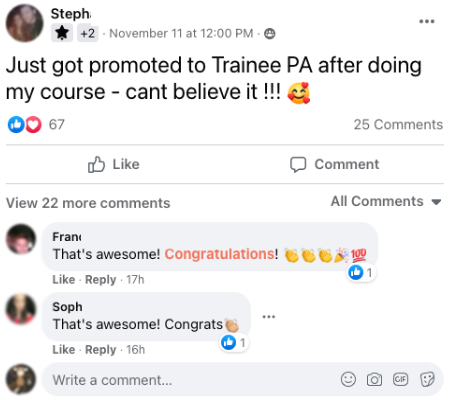 Steph
+2 · November 11 at 12:00 PM ·
Just got promoted to Trainee PA after doing
my course - cant believe it !!! 🥰
67
25 Comments
Like
Comment
View 22 more comments
All Comments
Fran
That's awesome! Congratulations! 👏👏👏🎉💯
1
Like · Reply · 17h
Soph
That's awesome! Congrats👏
1
Like · Reply · 16h
Write a comment...
GIF